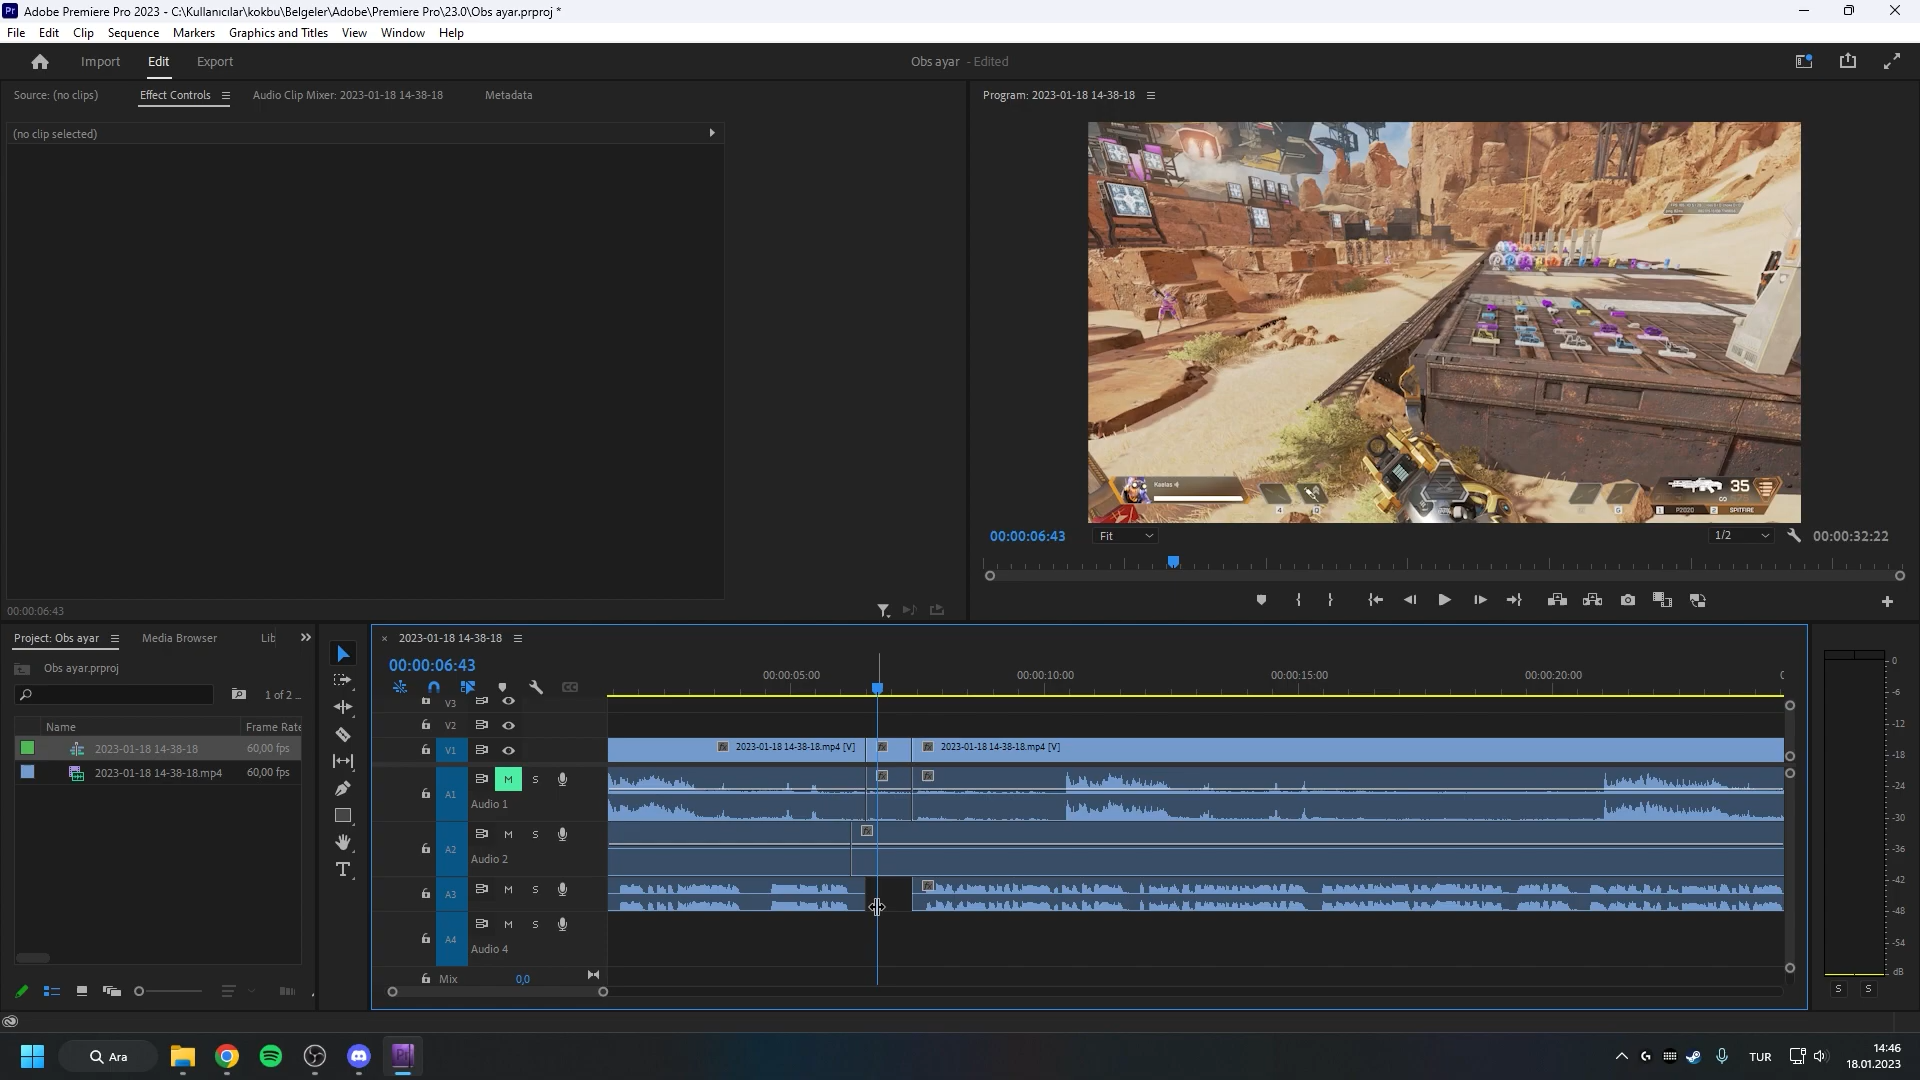 Adobe Premiere Pro 2023 - C:\Kullanıcılar\kokbu\Belgeler\Adobe\Premiere Pro\23.0\Obs ayar.prproj *
File Edit Clip Sequence Markers Graphics and Titles View Window Help
Import Edit Export Obs ayar - Edited
Source: (no clips) Effect Controls Audio Clip Mixer: 2023-01-18 14-38-18 Metadata
Program: 2023-01-18 14-38-18
(no clip selected)
35
P2020 SPITFIRE
00:00:06:43 Fit 1/2 00:00:32:22
00:00:06:43
Project: Obs ayar Media Browser Lib
Obs ayar.prproj
1 of 2 ...
Name Frame Rate
2023-01-18 14-38-18 60,00 fps
2023-01-18 14-38-18.mp4 60,00 fps
2023-01-18 14-38-18
00:00:06:43
00:00:05:00 00:00:10:00 00:00:15:00 00:00:20:00
V3
V2
V1 fx 2023-01-18 14-38-18.mp4 [V] fx fx 2023-01-18 14-38-18.mp4 [V]
A1 M S
Audio 1
A2 M S
Audio 2
A3 M S
A4 M S
Audio 4
Mix 0,0
0
-6
-12
-18
-24
-30
-36
-42
-48
-54
dB
S S
Ara
TUR
14:46
18.01.2023